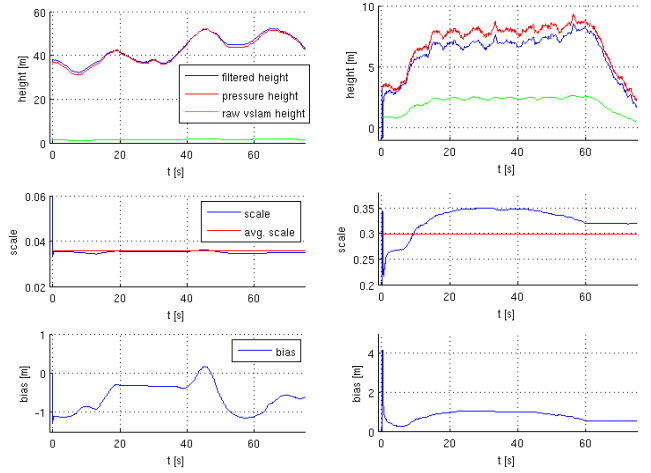 60
40
20
0
height [m]
filtered height
pressure height
raw vslam height
0 20 40 60
t [s]
10
5
0
height [m]
0 20 40 60
t [s]
0.06
0.04
0.02
scale
scale
avg. scale
0 20 40 60
t [s]
0.35
0.3
0.25
0.2
scale
0 20 40 60
t [s]
1
0
-1
bias [m]
bias
0 20 40 60
t [s]
4
2
0
bias [m]
0 20 40 60
t [s]